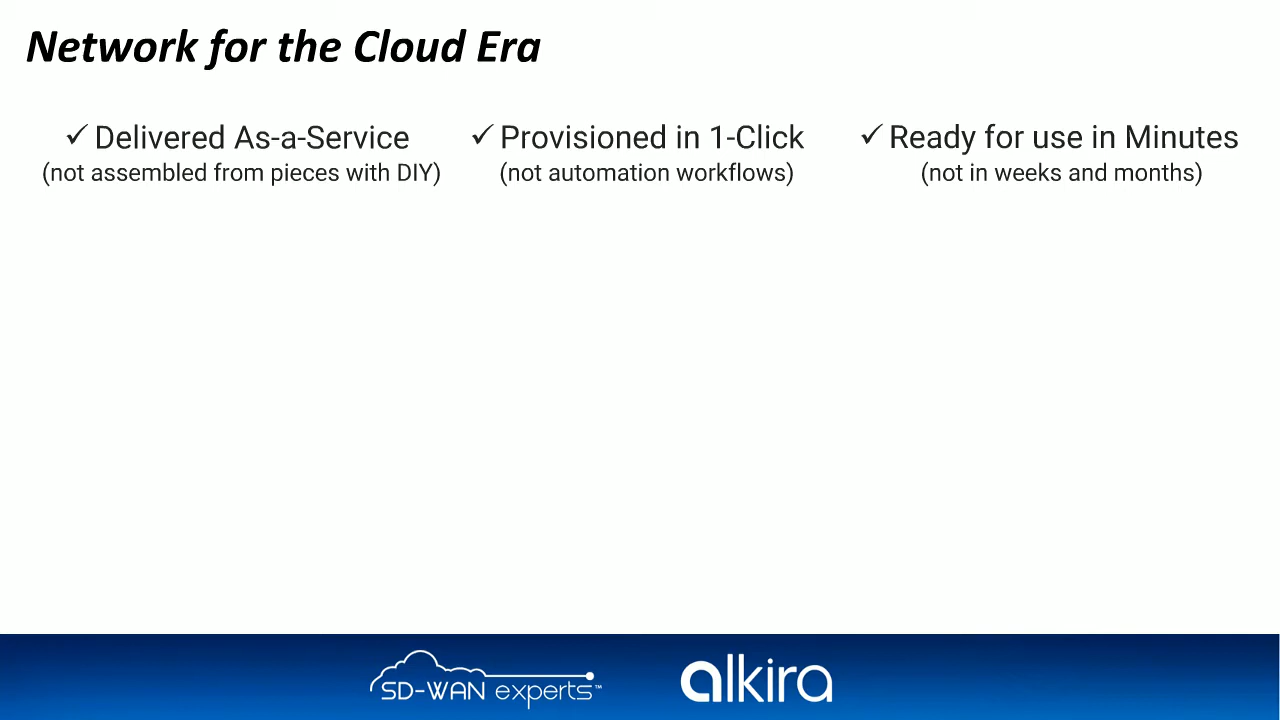 Network for the Cloud Era
✓ Delivered As-a-Service
(not assembled from pieces with DIY)
✓ Provisioned in 1-Click
(not automation workflows)
✓ Ready for use in Minutes
(not in weeks and months)
SD-WAN experts™
alkira